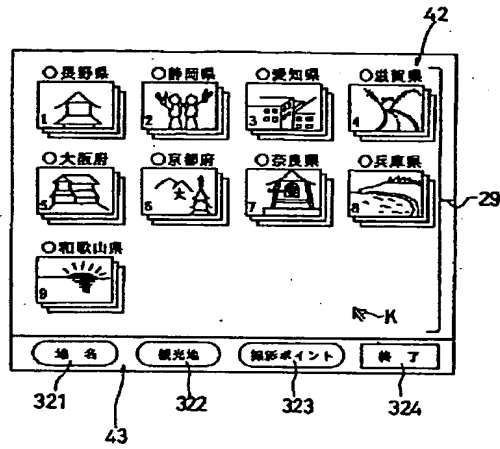 42
○長野県 ○静岡県 ○愛知県 ○滋賀県
1 2 3 4
○大阪府 ○京都府 ○奈良県 ○兵庫県
5 6 7 8
29
○和歌山県
9
K
地名 観光地 撮影ポイント 終了
321 322 323 324
43